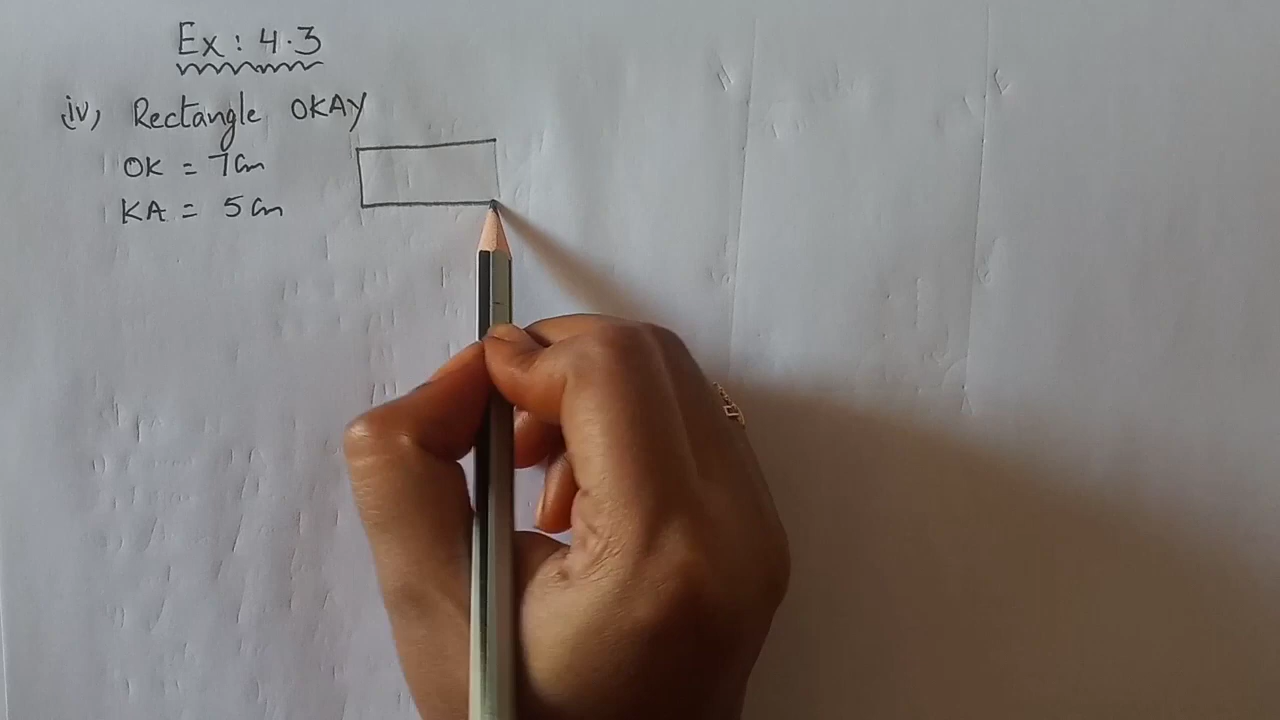 Ex: 4.3
iv) Rectangle OKAY
OK = 7cm
KA = 5cm